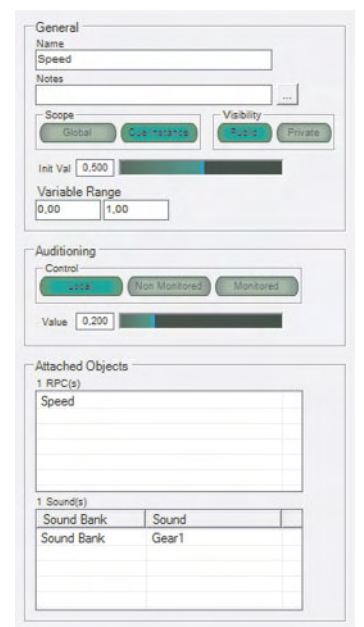 General
Name
Speed
Notes
...
Scope
Visibility
Global
Cue Instance
Public
Private
Init Val 0,500
Variable Range
0,00 1,00
Auditioning
Control
Local
Non Monitored
Monitored
Value 0,200
Attached Objects
1 RPC(s)
Speed
1 Sound(s)
Sound Bank Sound
Sound Bank Gear1